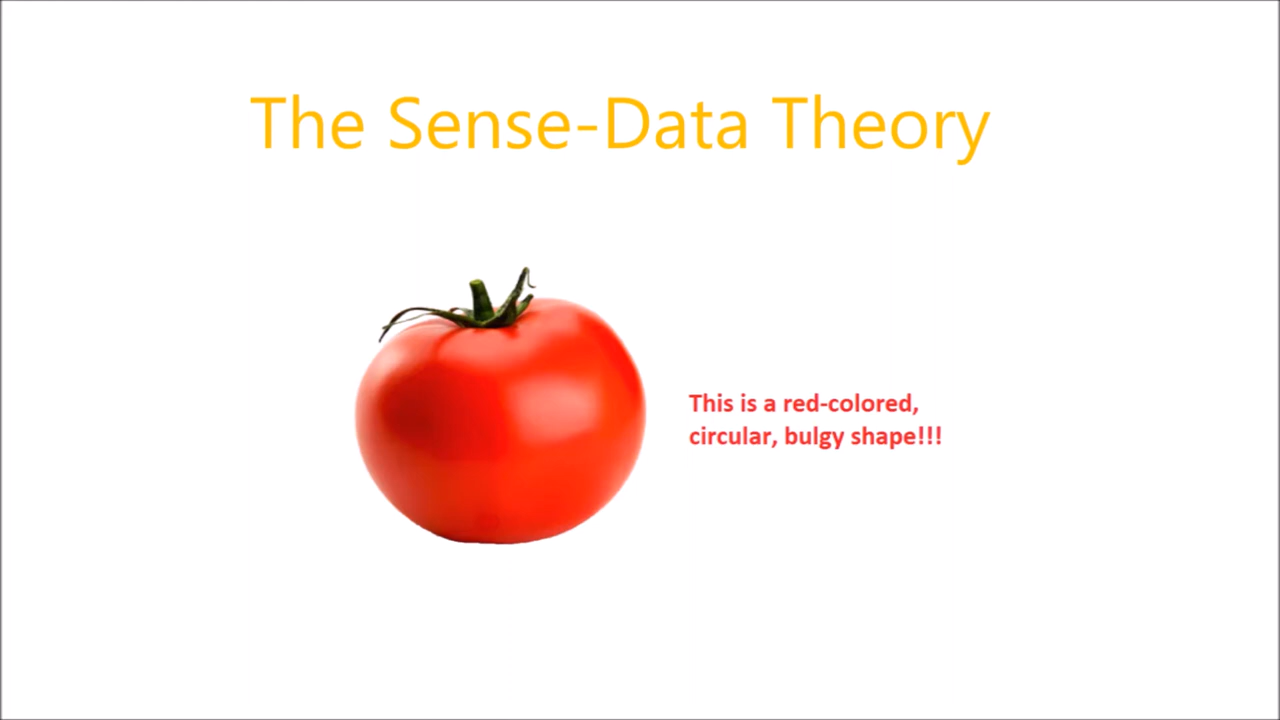 The Sense-Data Theory
This is a red-colored,
circular, bulgy shape!!!